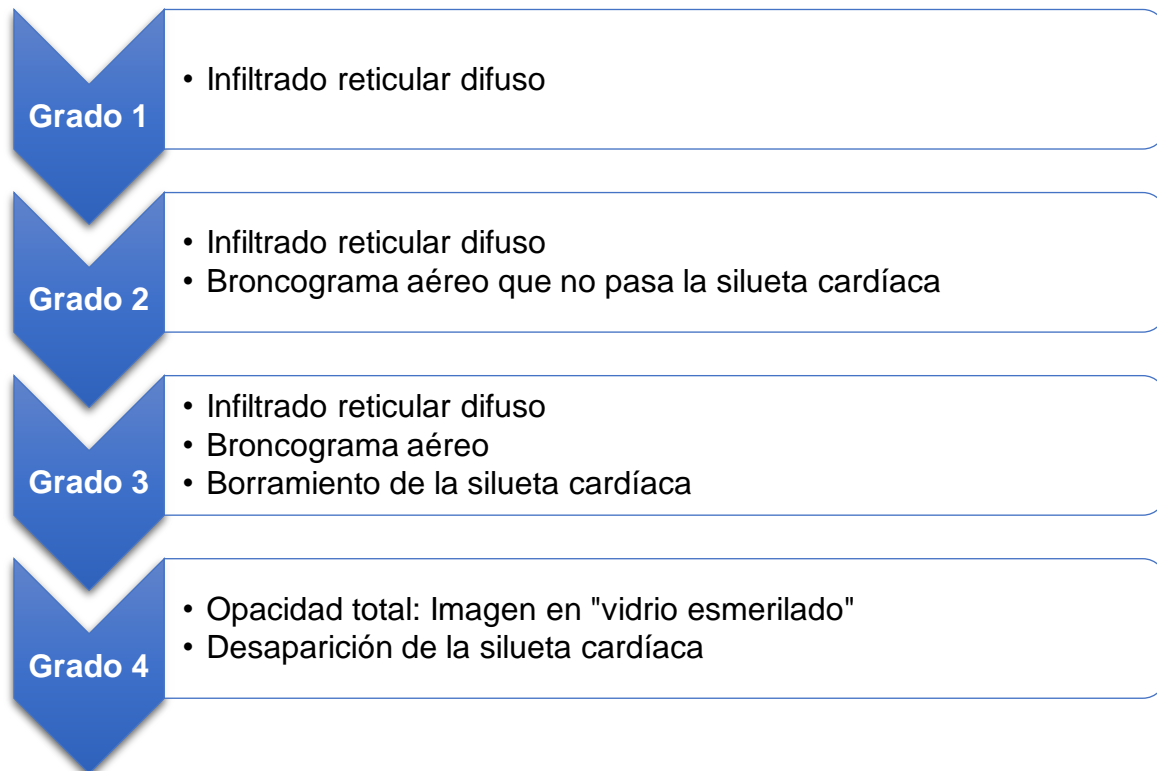 Grado 1
• Infiltrado reticular difuso
Grado 2
• Infiltrado reticular difuso
• Broncograma aéreo que no pasa la silueta cardíaca
Grado 3
• Infiltrado reticular difuso
• Broncograma aéreo
• Borramiento de la silueta cardíaca
Grado 4
• Opacidad total: Imagen en "vidrio esmerilado"
• Desaparición de la silueta cardíaca